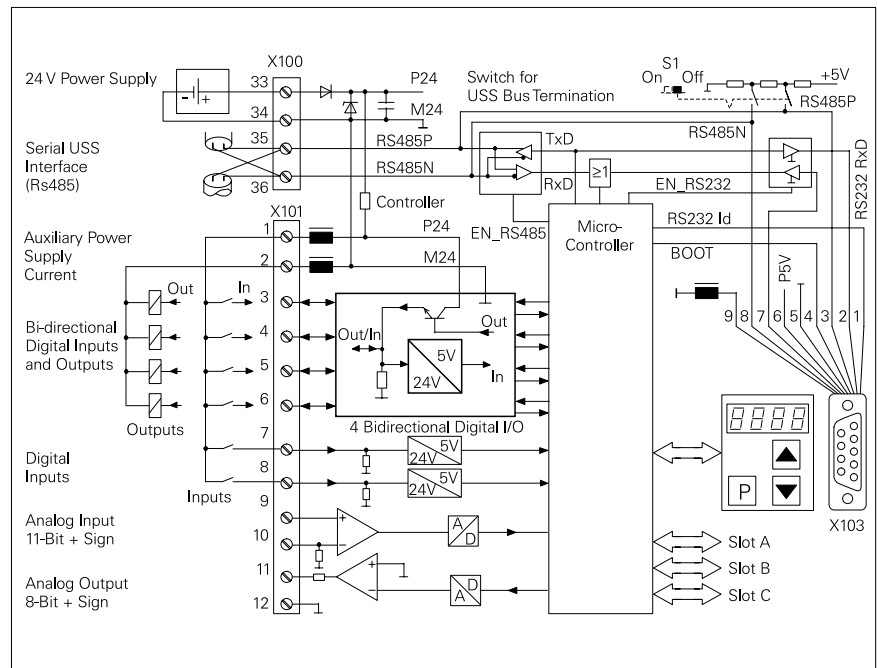 X100
24 V Power Supply
- +
33
34
35
36
P24
M24
Switch for
USS Bus Termination
S1
On Off
+5V
RS485P
RS485N
Serial USS
Interface
(Rs485)
RS485P
RS485N
TxD
RxD
≥1
EN_RS232
RS232 RxD
Controller
X101
Auxiliary Power
Supply
Current
1
2
P24
M24
EN_RS485
Micro-
Controller
RS232 Id
BOOT
P5V
9 8 7 6 5 4 3 2 1
Out
In
Bi-directional
Digital Inputs
and Outputs
3
4
5
6
Outputs
Out/In
Out
5V
24V
In
4 Bidirectional Digital I/O
7
Digital
Inputs
8
Inputs
9
5V
24V
5V
24V
8888
P
X103
Analog Input
11-Bit + Sign
10
+
-
A
D
Slot A
Analog Output
8-Bit + Sign
11
12
+
-
D
A
Slot B
Slot C